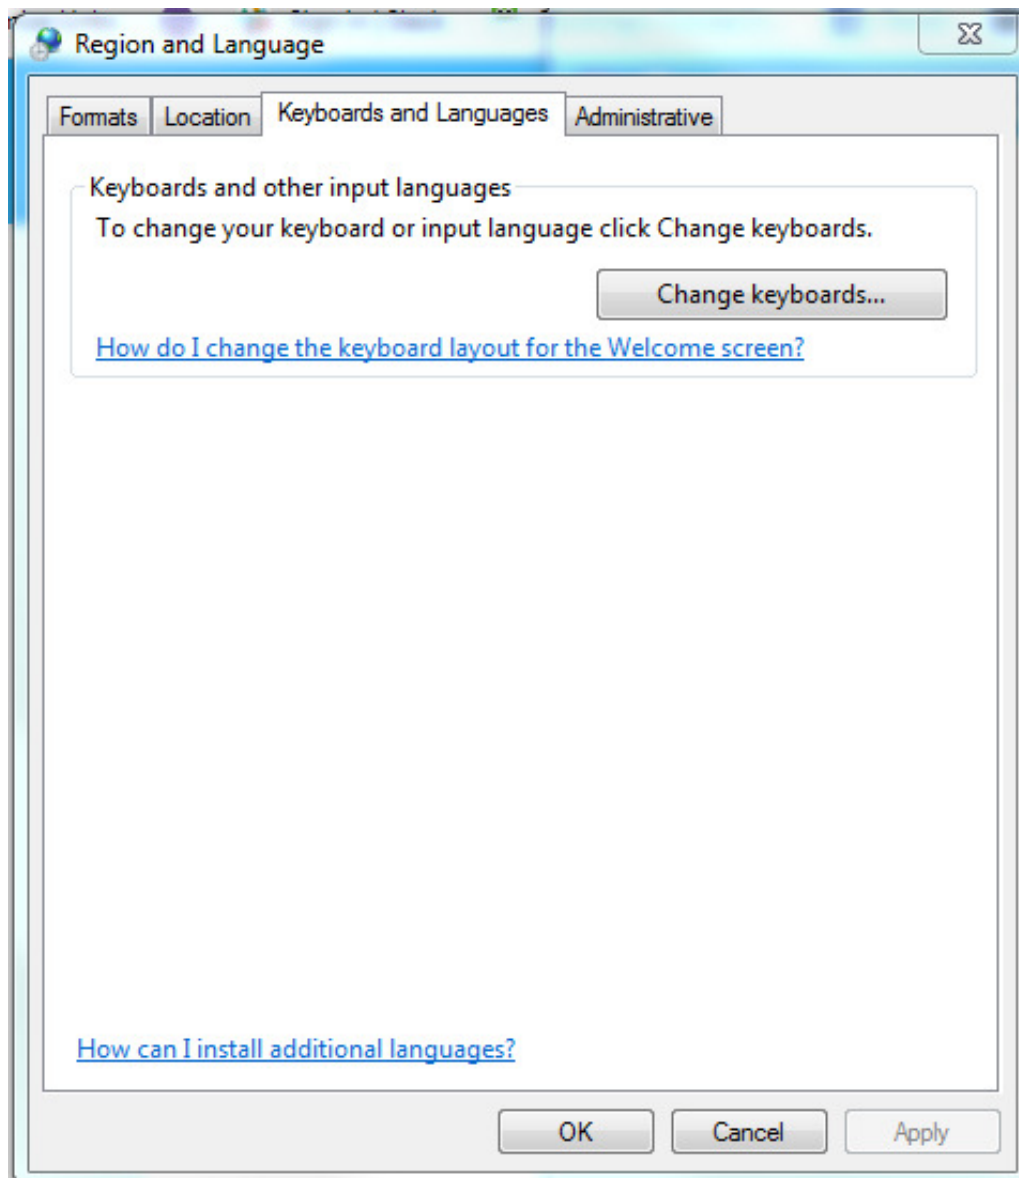 Region and Language
Formats Location Keyboards and Languages Administrative
Keyboards and other input languages
To change your keyboard or input language click Change keyboards.
Change keyboards...
How do I change the keyboard layout for the Welcome screen?
How can I install additional languages?
OK Cancel Apply